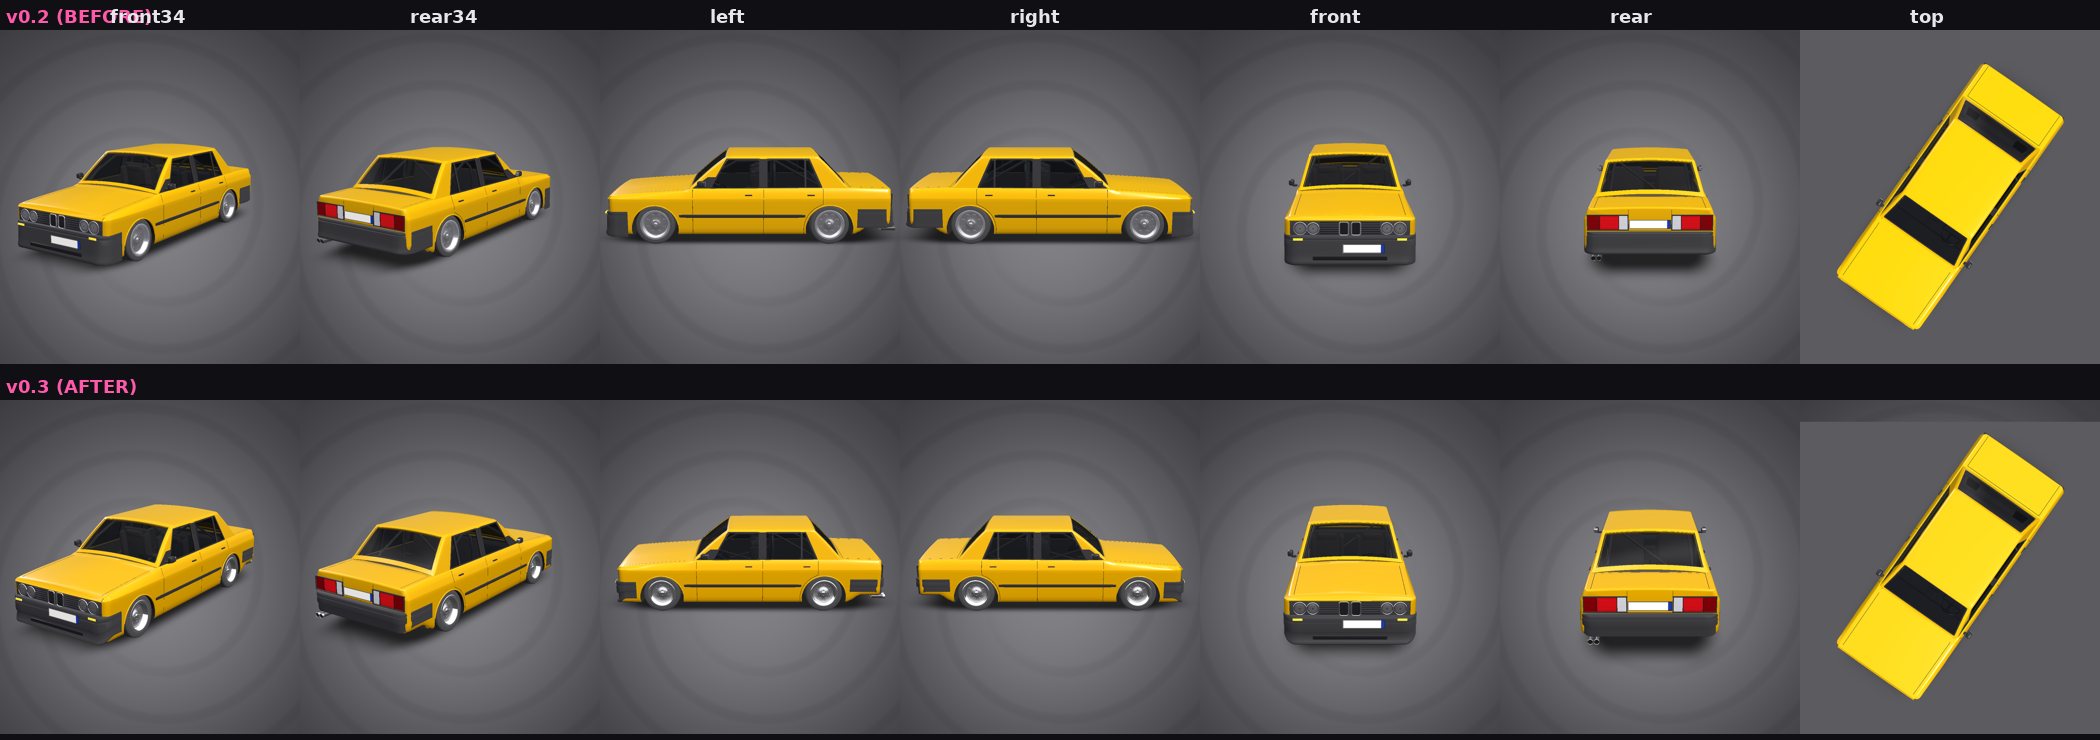 v0.2 (BEFORE) front34 rear34 left right front rear top
v0.3 (AFTER)